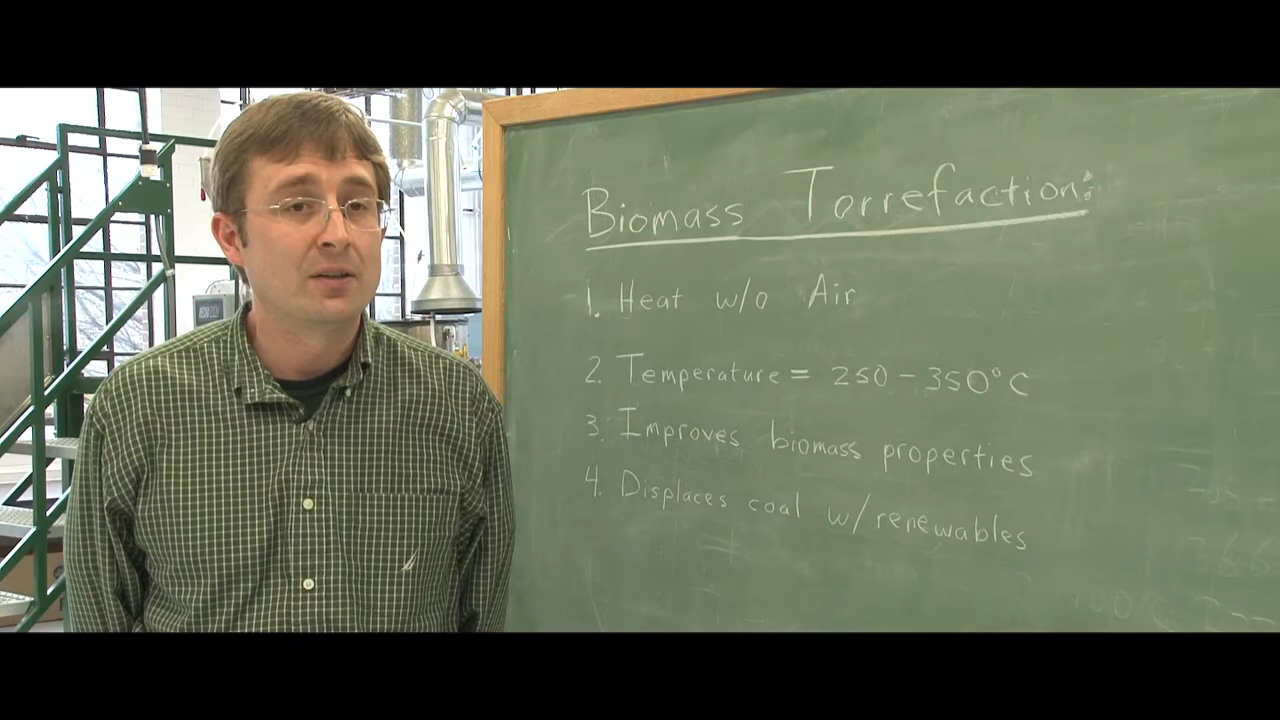 Biomass Torrefaction:
1. Heat w/o Air
2. Temperature = 250-350°C
3. Improves biomass properties
4. Displaces coal w/renewables